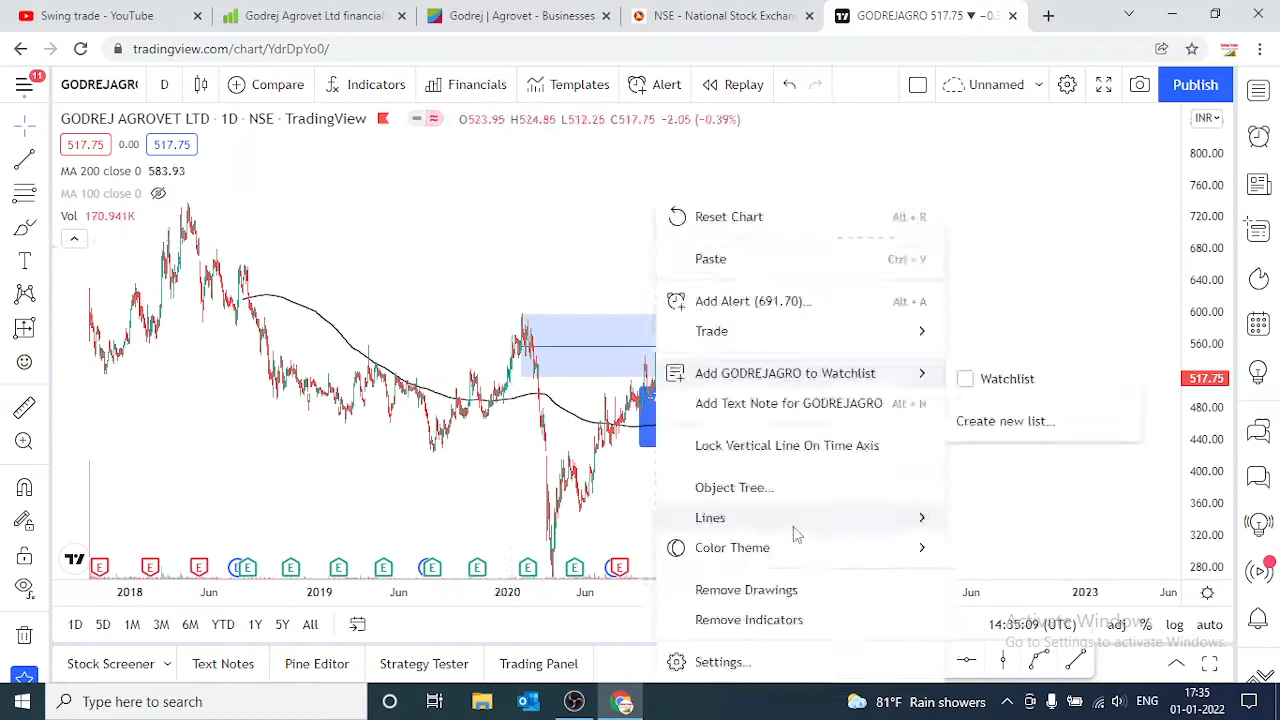 Swing trade - YouTub
Godrej Agrovet Ltd financial
Godrej | Agrovet - Business
NSE - National Stock Exchang
GODREJAGRO 517.75 ▼ −0.3
tradingview.com/chart/YdrDpYo0/
11
GODREJAGRO
D
Compare
Indicators
Financials
Templates
Alert
Replay
Unnamed
Publish
GODREJ AGROVET LTD · 1D · NSE · TradingView
O523.95 H524.85 L512.25 C517.75 −2.05 (−0.39%)
INR
517.75 0.00 517.75
MA 200 close 0 583.93
MA 100 close 0
Vol 170.941K
Reset Chart Alt + R
Paste Ctrl + V
Add Alert (691.70)... Alt + A
Trade
Add GODREJAGRO to Watchlist
Watchlist
Add Text Note for GODREJAGRO Alt + N
Create new list...
Lock Vertical Line On Time Axis
Object Tree...
Lines
Color Theme
Remove Drawings
Remove Indicators
Settings...
800.00
760.00
720.00
680.00
640.00
600.00
560.00
517.75
480.00
440.00
400.00
360.00
320.00
280.00
E E E E E E E E E E E E
2018 Jun 2019 Jun 2020 Jun 2023 Jun
1D 5D 1M 3M 6M YTD 1Y 5Y All
14:35:09 (UTC) adj % log auto
Activate Windows
Go to Settings to activate Windows.
Stock Screener
Text Notes
Pine Editor
Strategy Tester
Trading Panel
Type here to search
81°F Rain showers
ENG
17:35
01-01-2022